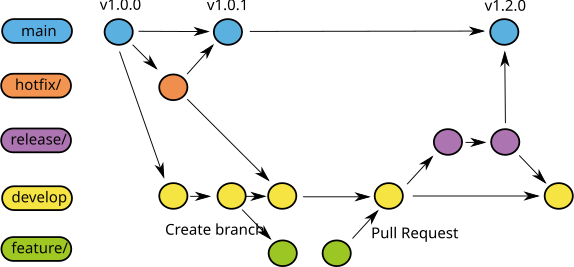 v1.0.0
v1.0.1
v1.2.0
main
hotfix/
release/
develop
Create branch
Pull Request
feature/